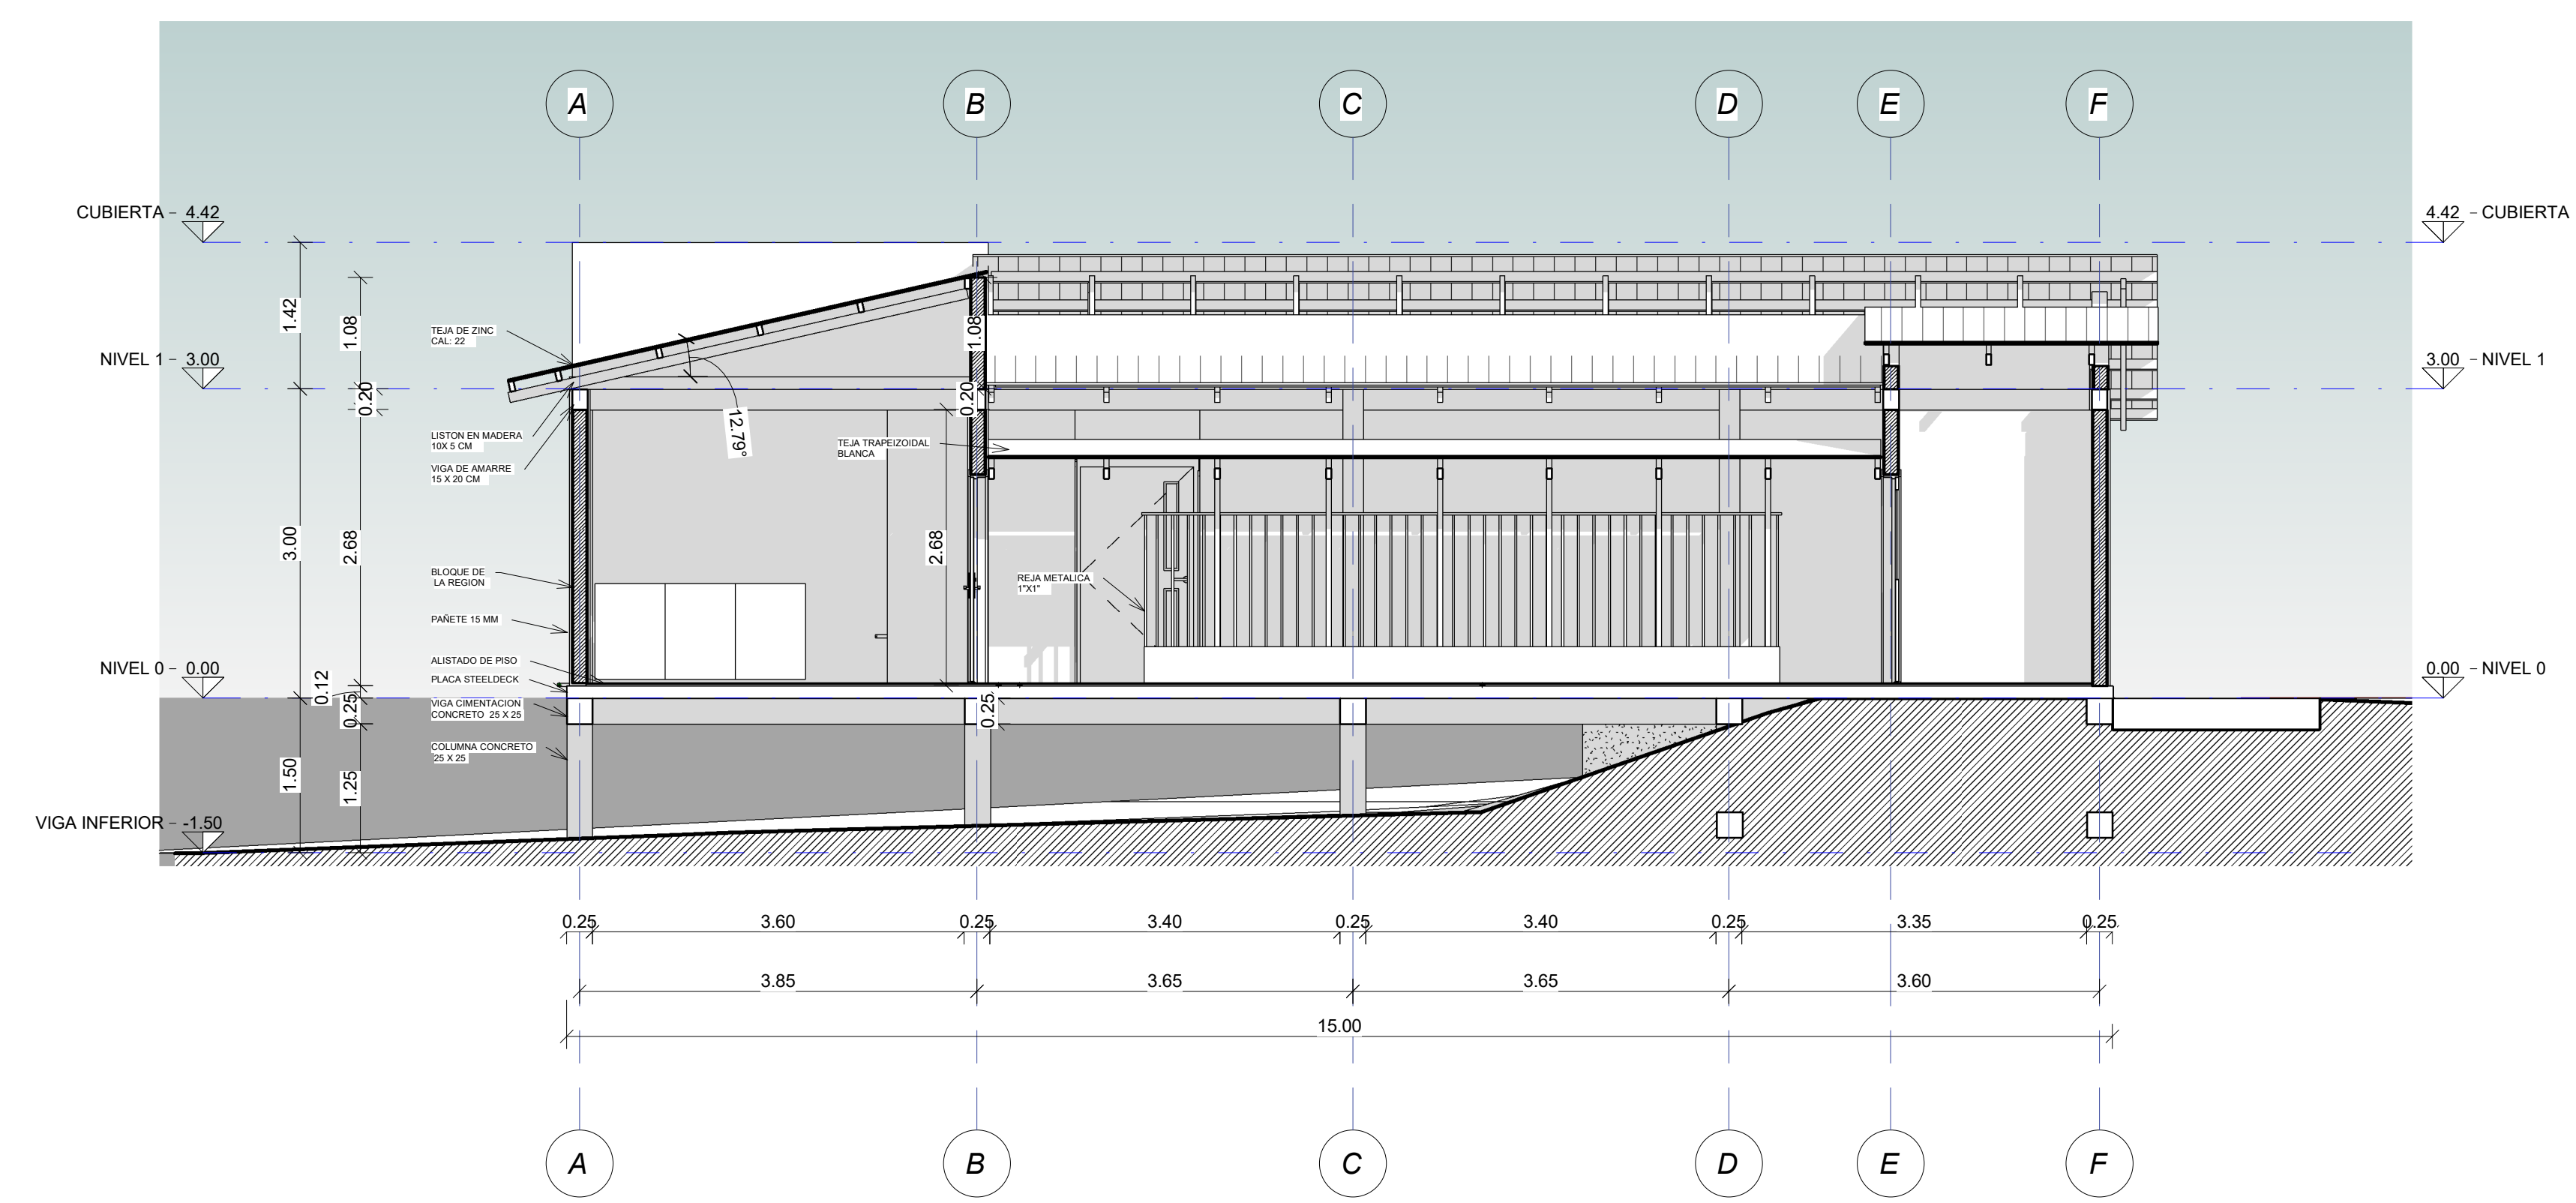 A B C D E F
CUBIERTA - 4.42
4.42 - CUBIERTA
1.42
1.08
1.08
TEJA DE ZINC
CAL: 22
NIVEL 1 - 3.00
3.00 - NIVEL 1
0.20
0.20
12.79°
LISTON EN MADERA
10X 5 CM
TEJA TRAPEIZOIDAL
BLANCA
VIGA DE AMARRE
15 X 20 CM
3.00
2.68
2.68
BLOQUE DE
LA REGION
REJA METALICA
1"X1"
PAÑETE 15 MM
ALISTADO DE PISO
NIVEL 0 - 0.00
0.00 - NIVEL 0
PLACA STEELDECK
0.12
0.25
0.25
VIGA CIMENTACION
CONCRETO 25 X 25
COLUMNA CONCRETO
25 X 25
1.50
1.25
VIGA INFERIOR - -1.50
0.25 3.60 0.25 3.40 0.25 3.40 0.25 3.35 0.25
3.85 3.65 3.65 3.60
15.00
A B C D E F